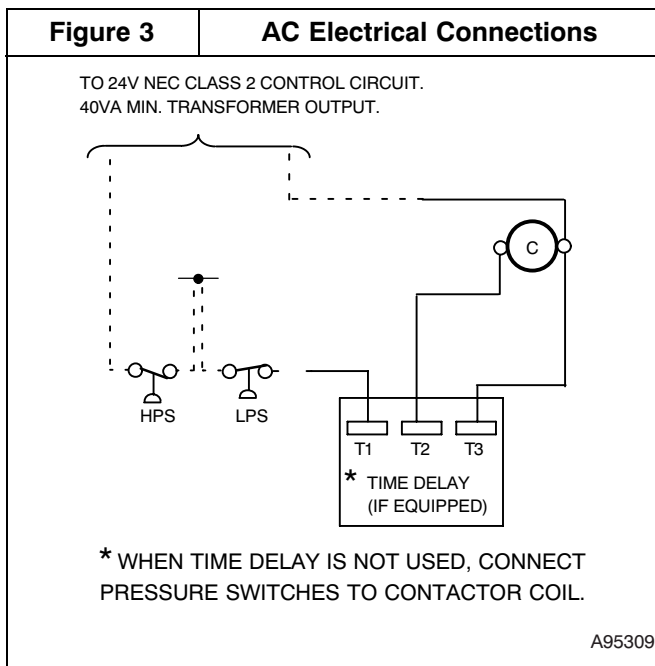 Figure 3
AC Electrical Connections
TO 24V NEC CLASS 2 CONTROL CIRCUIT.
40VA MIN. TRANSFORMER OUTPUT.
C
HPS
LPS
T1
T2
T3
* TIME DELAY
(IF EQUIPPED)
* WHEN TIME DELAY IS NOT USED, CONNECT
PRESSURE SWITCHES TO CONTACTOR COIL.
A95309